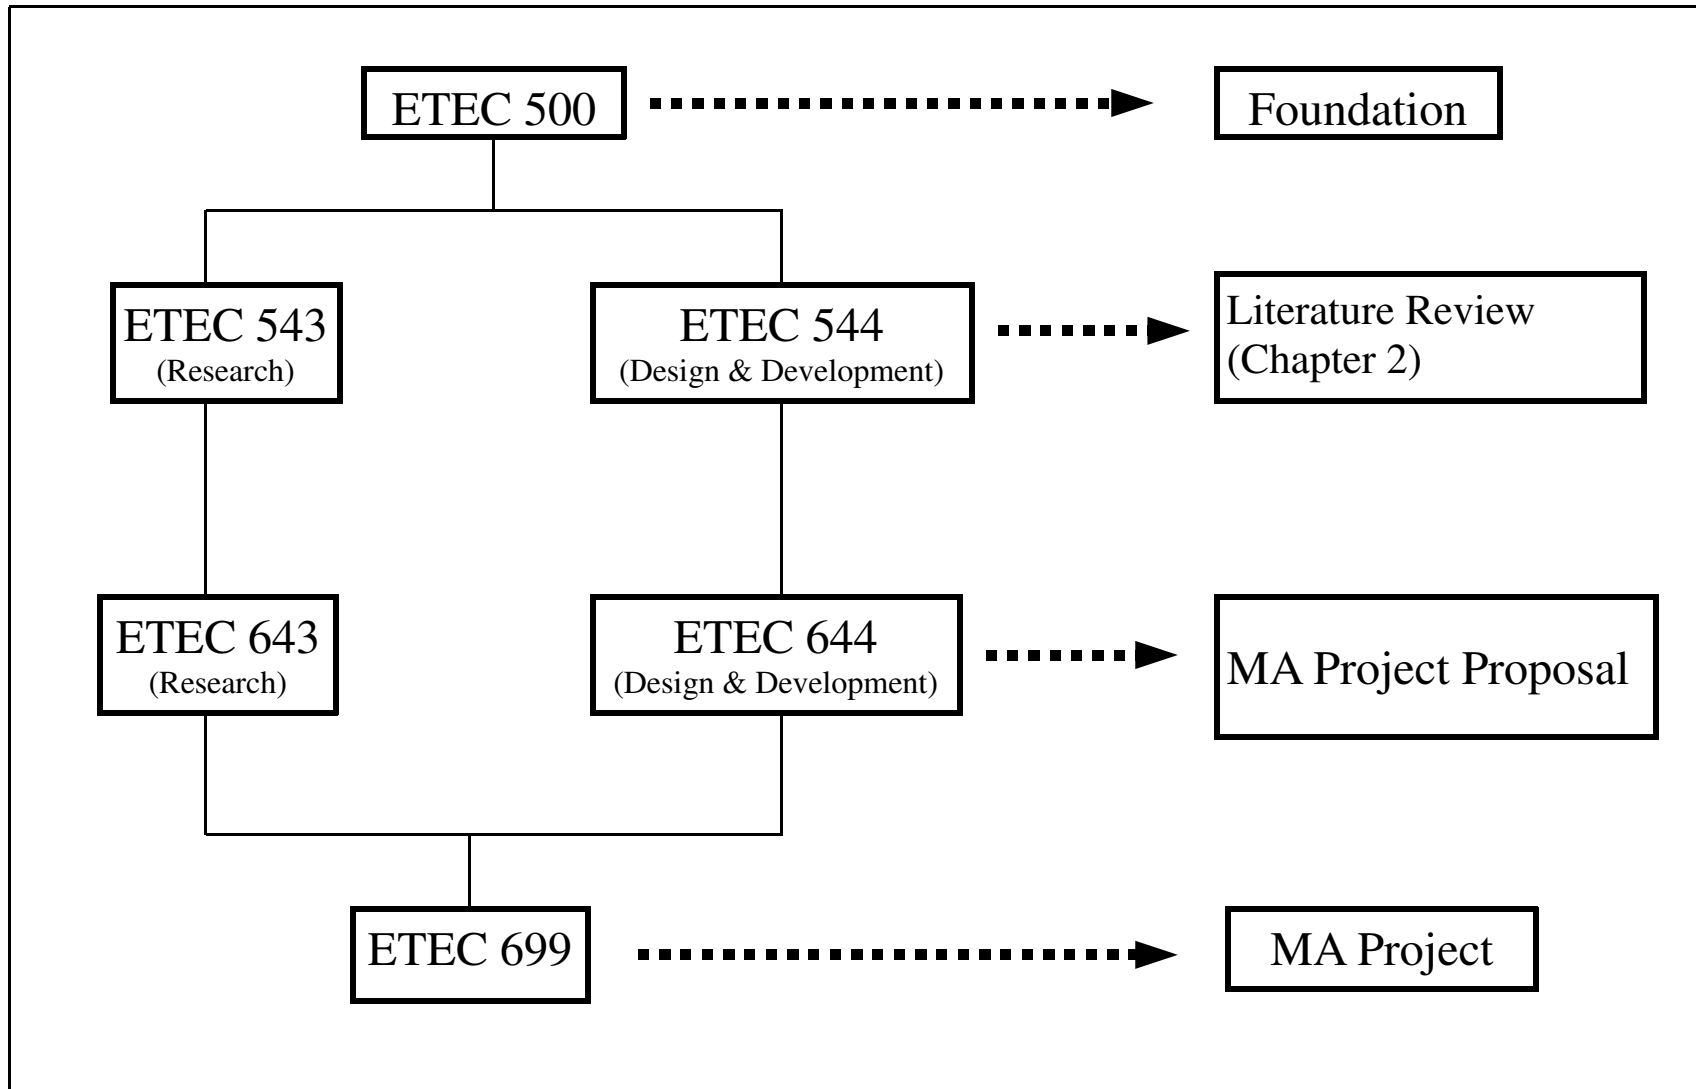 ETEC 500
Foundation
ETEC 543
(Research)
ETEC 544
(Design & Development)
Literature Review
(Chapter 2)
ETEC 643
(Research)
ETEC 644
(Design & Development)
MA Project Proposal
ETEC 699
MA Project